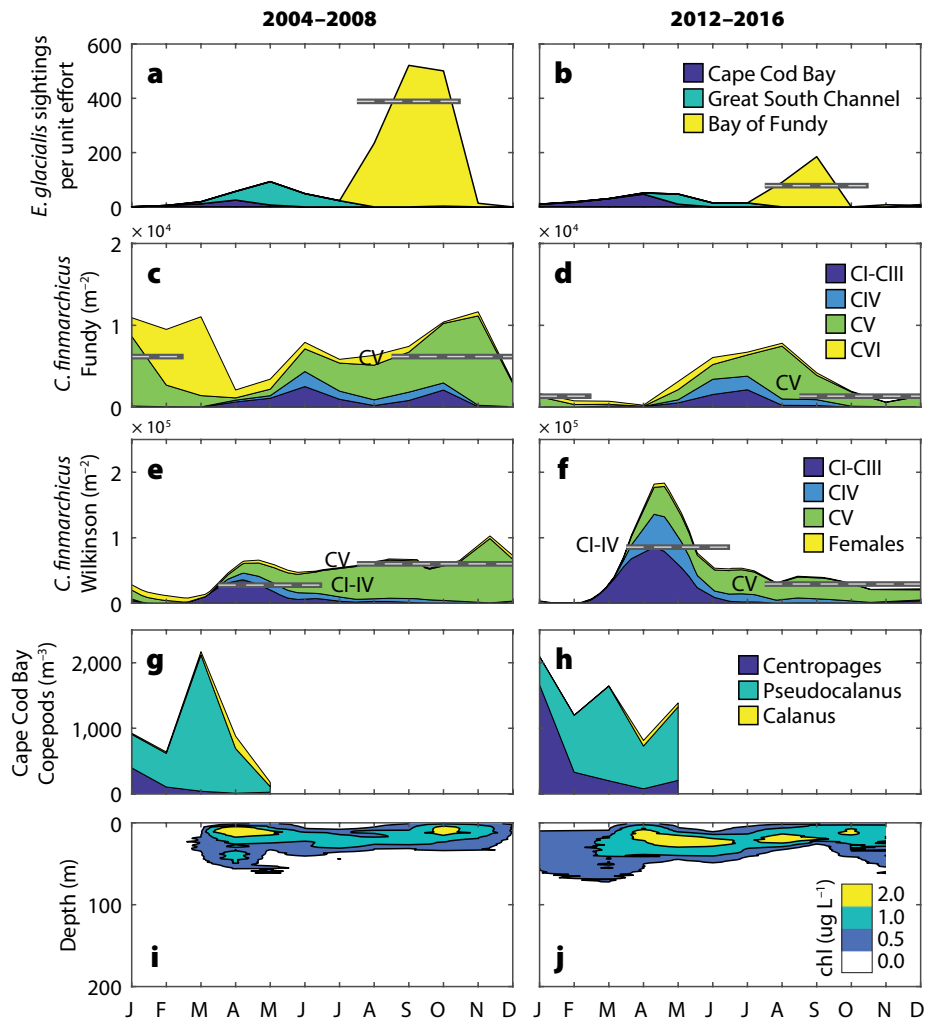 2004–2008
2012–2016
E. glacialis sightings
per unit effort
600
400
200
0
a
b
Cape Cod Bay
Great South Channel
Bay of Fundy
C. finmarchicus
Fundy (m⁻²)
× 10⁴
2
1
0
c
CV
× 10⁴
d
CI-CIII
CIV
CV
CVI
CV
C. finmarchicus
Wilkinson (m⁻²)
× 10⁵
2
1
0
e
CV
CI-IV
× 10⁵
f
CI-CIII
CIV
CV
Females
CI-IV
CV
Cape Cod Bay
Copepods (m⁻³)
2,000
1,000
0
g
h
Centropages
Pseudocalanus
Calanus
Depth (m)
0
100
200
i
j
chl (ug L⁻¹)
2.0
1.0
0.5
0.0
J F M A M J J A S O N D
J F M A M J J A S O N D